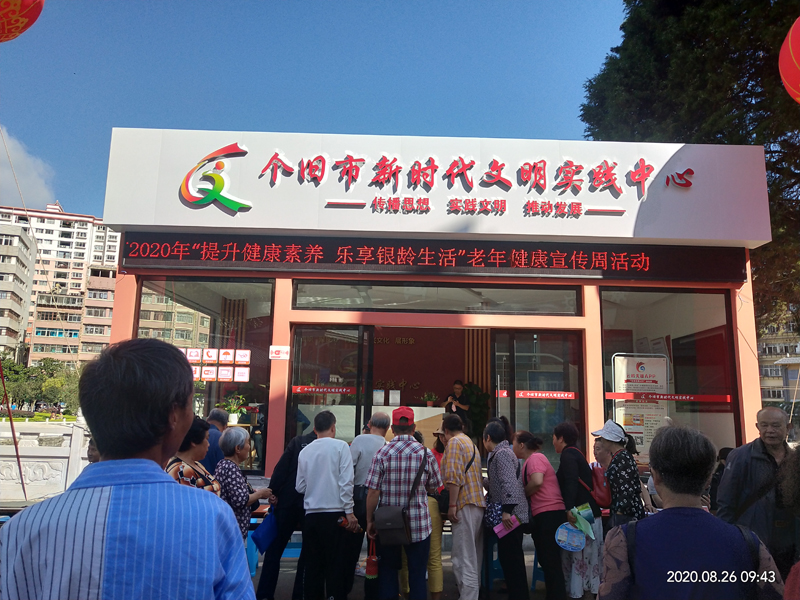 个旧市新时代文明实践中心
传播思想 实践文明 推动发展
2020年“提升健康素养 乐享银龄生活”老年健康宣传周活动
2020.08.26 09:43